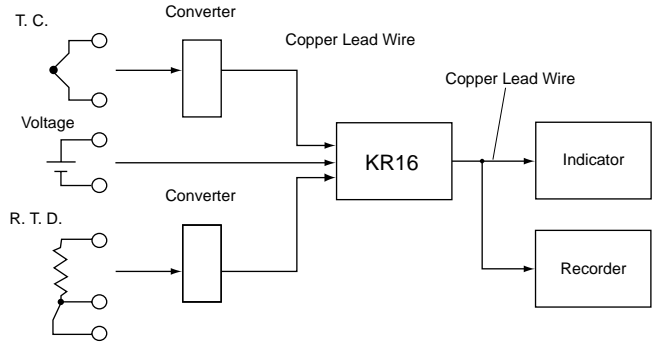 T. C.
Converter
Copper Lead Wire
Copper Lead Wire
Voltage
KR16
Indicator
Converter
R. T. D.
Recorder